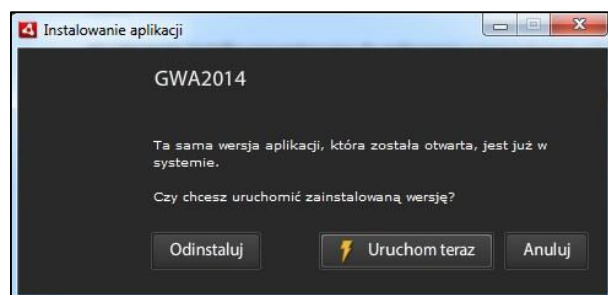 Instalowanie aplikacji
GWA2014
Ta sama wersja aplikacji, która została otwarta, jest już w
systemie.
Czy chcesz uruchomić zainstalowaną wersję?
Odinstaluj Uruchom teraz Anuluj